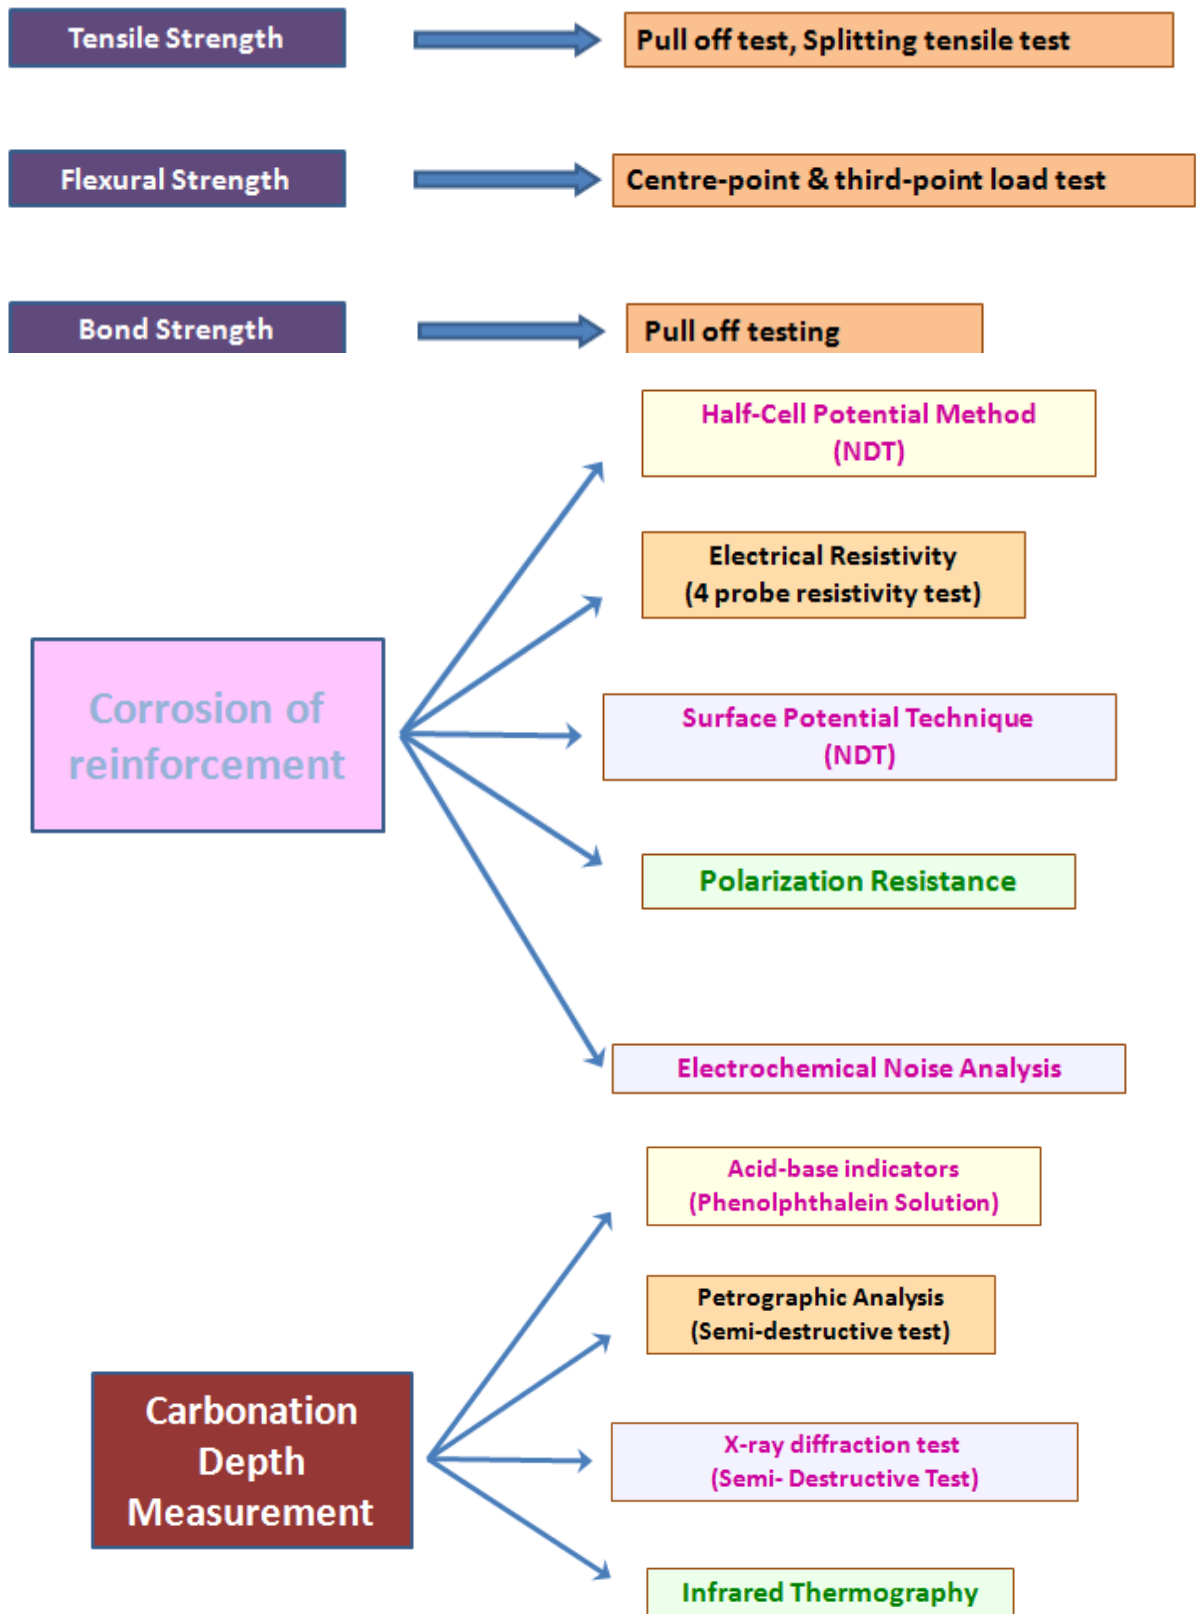 Tensile Strength
Pull off test, Splitting tensile test
Flexural Strength
Centre-point & third-point load test
Bond Strength
Pull off testing
Corrosion of
reinforcement
Half-Cell Potential Method
(NDT)
Electrical Resistivity
(4 probe resistivity test)
Surface Potential Technique
(NDT)
Polarization Resistance
Electrochemical Noise Analysis
Carbonation
Depth
Measurement
Acid-base indicators
(Phenolphthalein Solution)
Petrographic Analysis
(Semi-destructive test)
X-ray diffraction test
(Semi- Destructive Test)
Infrared Thermography